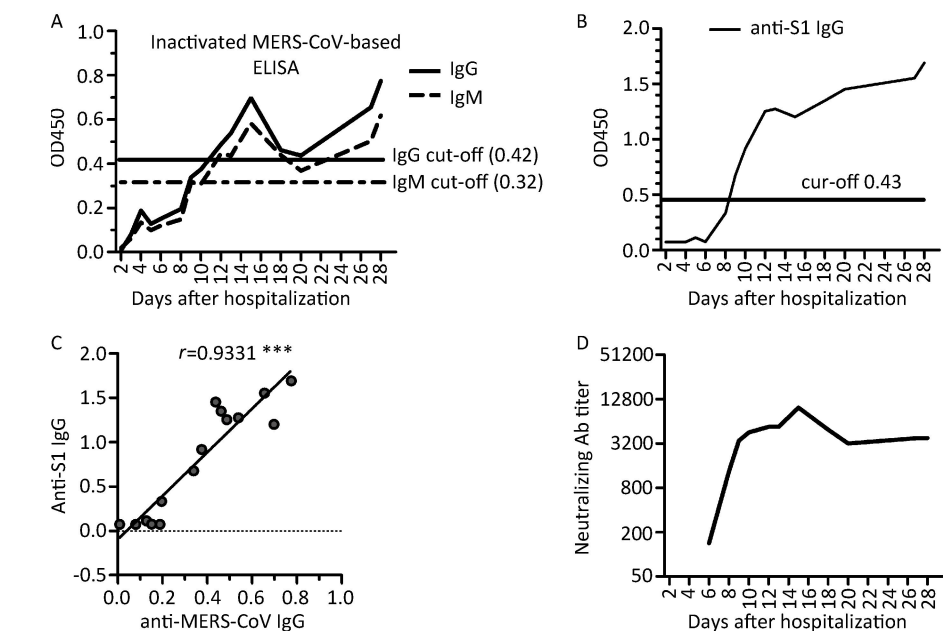 A
Inactivated MERS-CoV-based
ELISA
IgG
IgM
OD450
1.0
0.8
0.6
0.4
0.2
0.0
IgG cut-off (0.42)
IgM cut-off (0.32)
2 4 6 8 10 12 14 16 18 20 22 24 26 28
Days after hospitalization
B
anti-S1 IgG
OD450
2.0
1.5
1.0
0.5
0.0
cur-off 0.43
2 4 6 8 10 12 14 16 18 20 22 24 26 28
Days after hospitalization
C
r=0.9331 ***
Anti-S1 IgG
2.0
1.5
1.0
0.5
0.0
-0.5
0.0 0.2 0.4 0.6 0.8 1.0
anti-MERS-CoV IgG
D
Neutralizing Ab titer
51200
12800
3200
800
200
50
2 4 6 8 10 12 14 16 18 20 22 24 26 28
Days after hospitalization